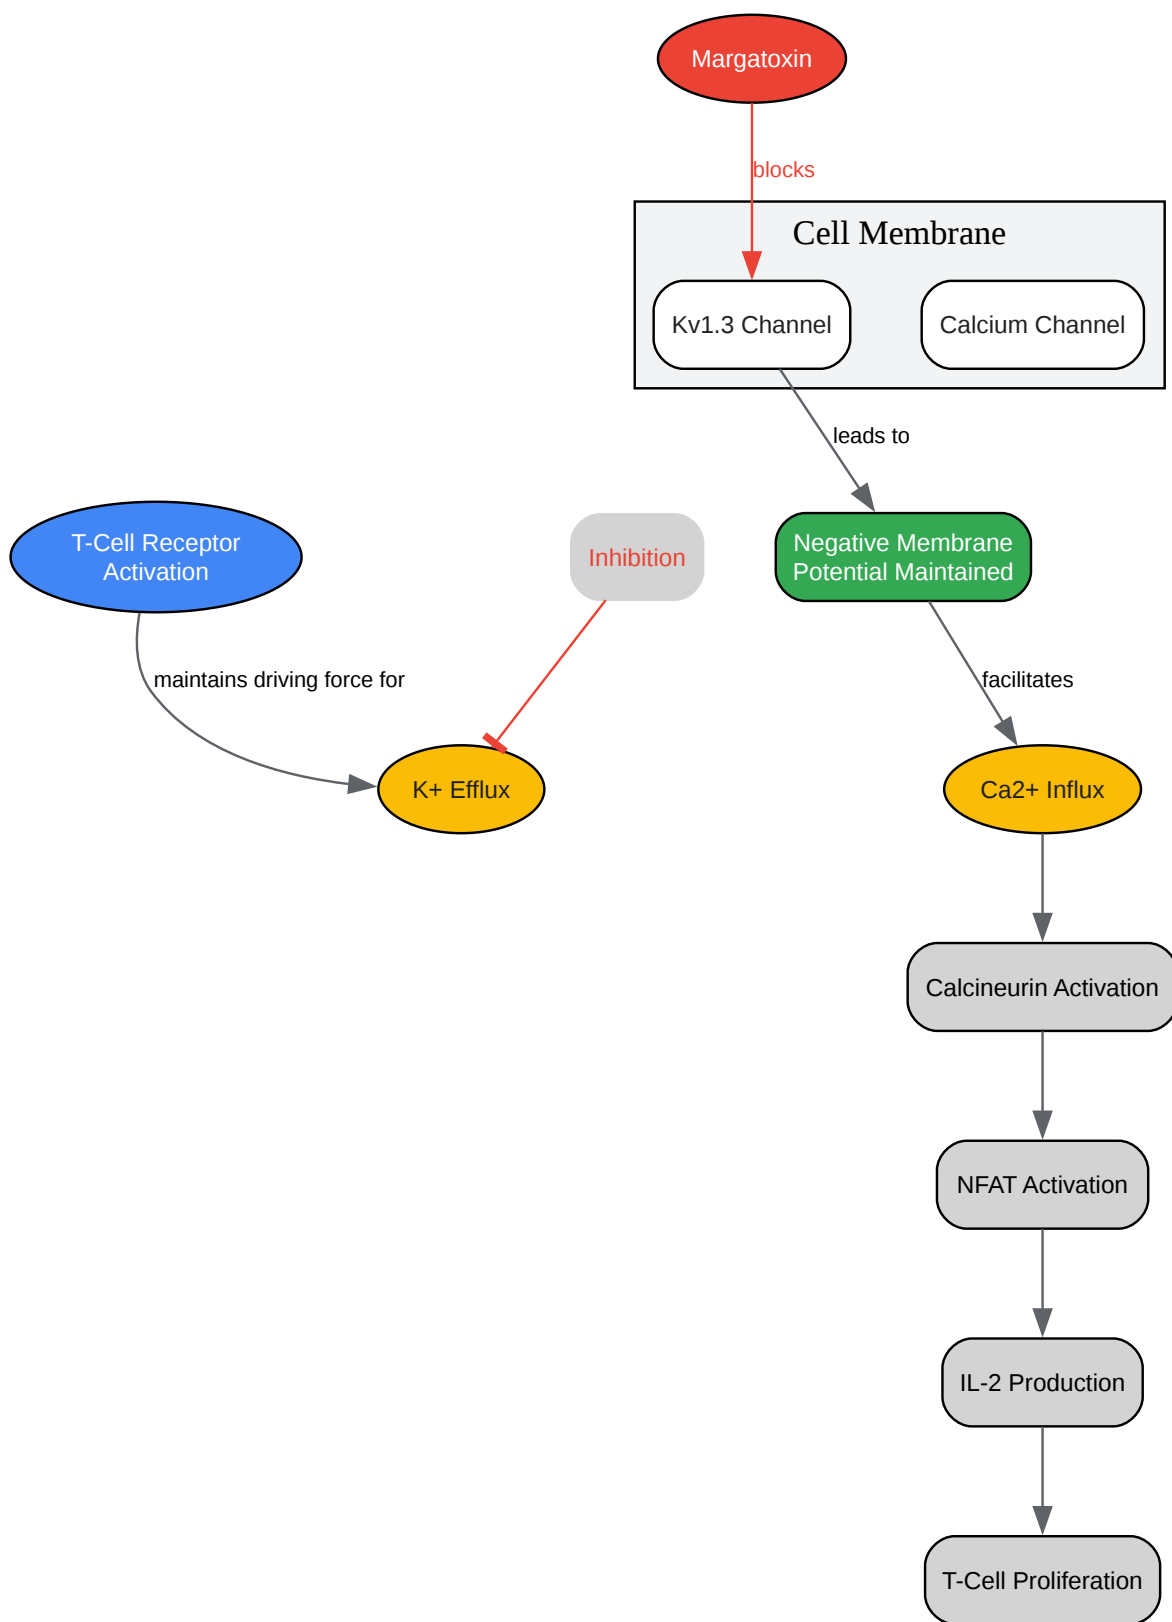 Margatoxin
blocks
Cell Membrane
Kv1.3 Channel
Calcium Channel
leads to
T-Cell Receptor
Activation
Inhibition
Negative Membrane
Potential Maintained
maintains driving force for
facilitates
K+ Efflux
Ca2+ Influx
Calcineurin Activation
NFAT Activation
IL-2 Production
T-Cell Proliferation